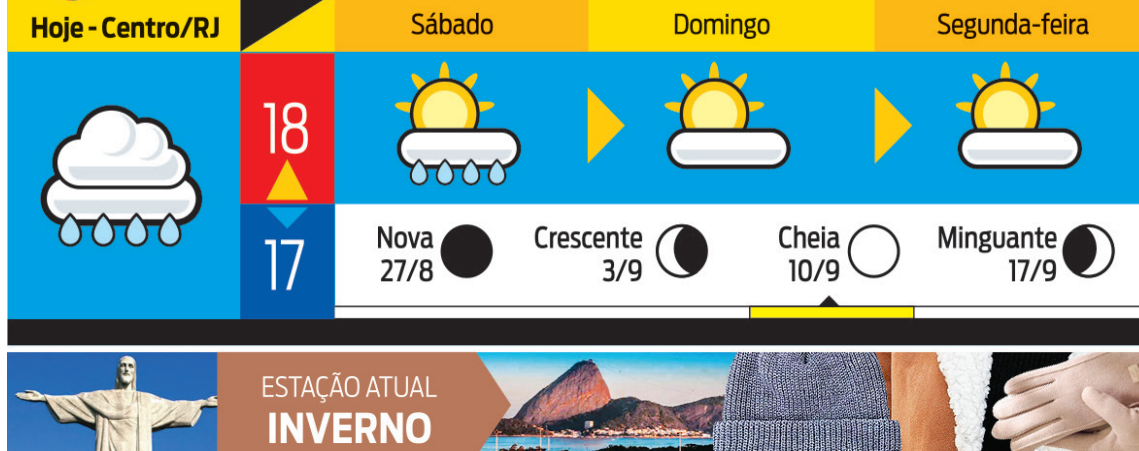 Hoje - Centro/RJ
Sábado
Domingo
Segunda-feira
18
17
Nova
27/8
Crescente
3/9
Cheia
10/9
Minguante
17/9
ESTAÇÃO ATUAL
INVERNO